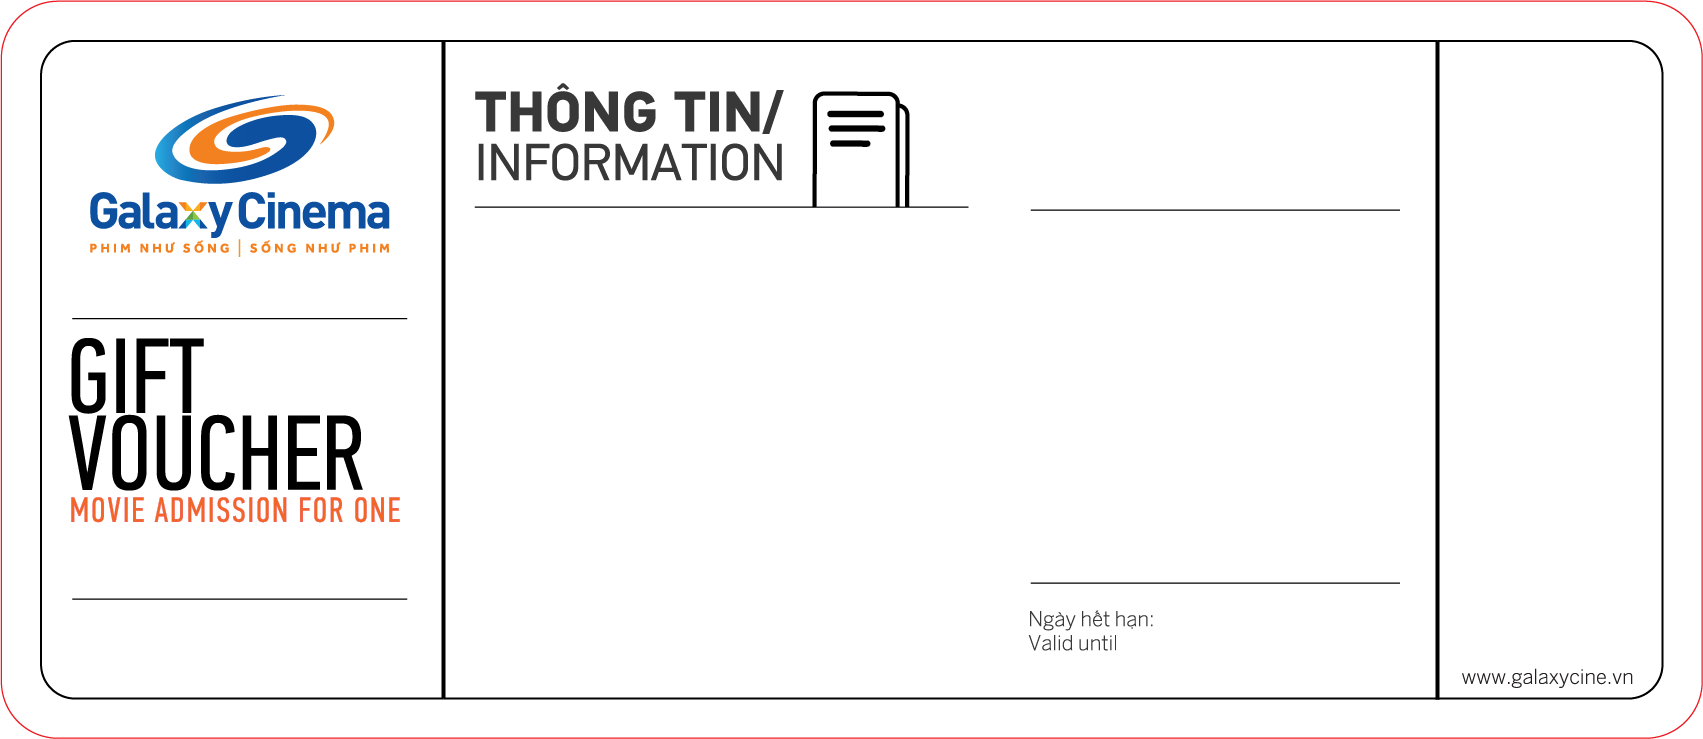 Galaxy Cinema
PHIM NHƯ SỐNG | SỐNG NHƯ PHIM
GIFT
VOUCHER
MOVIE ADMISSION FOR ONE
THÔNG TIN/
INFORMATION
Ngày hết hạn:
Valid until
www.galaxycine.vn